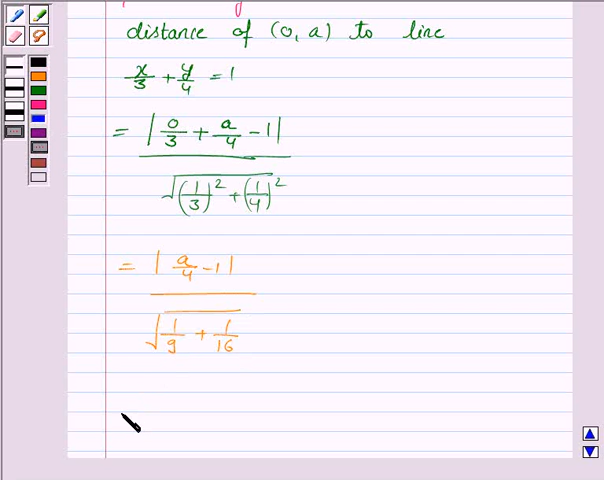 distance of (0, a) to line
x/3 + y/4 = 1
= |0/3 + a/4 - 1|
√(1/3)² + (1/4)²
= |a/4 - 1|
√1/9 + 1/16